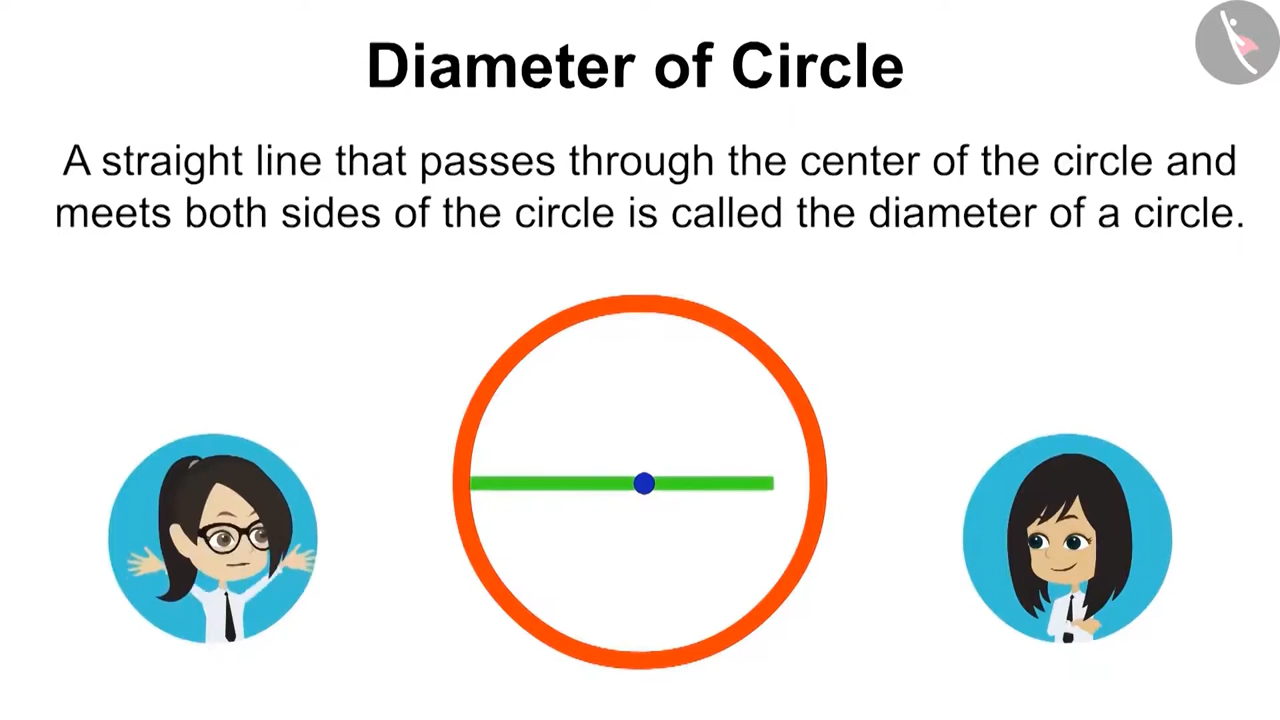 Diameter of Circle
A straight line that passes through the center of the circle and
meets both sides of the circle is called the diameter of a circle.